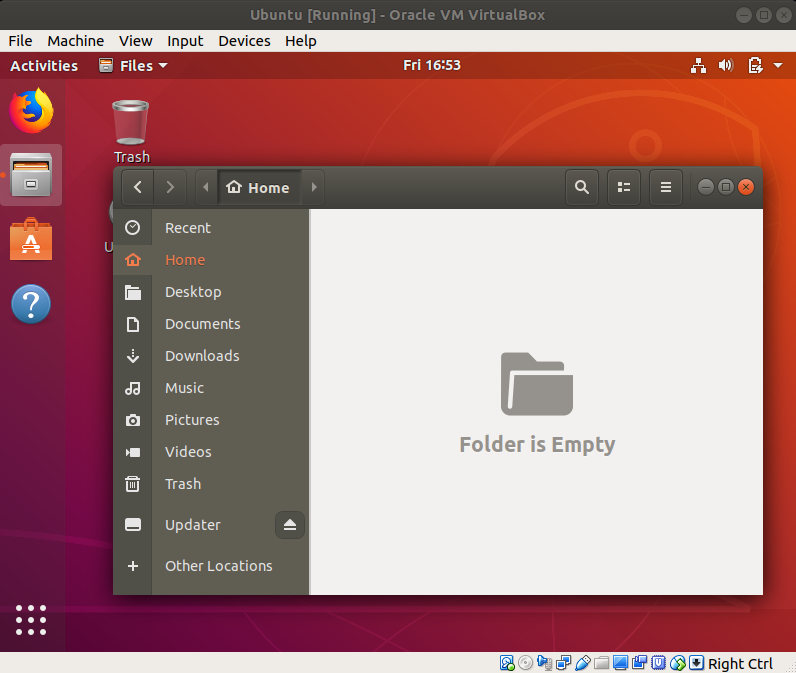 Ubuntu [Running] - Oracle VM VirtualBox
File Machine View Input Devices Help
Activities Files Fri 16:53
Trash
Home
U
Recent
Home
Desktop
Documents
Downloads
Music
Pictures
Videos
Trash
Updater
Other Locations
Folder is Empty
Right Ctrl